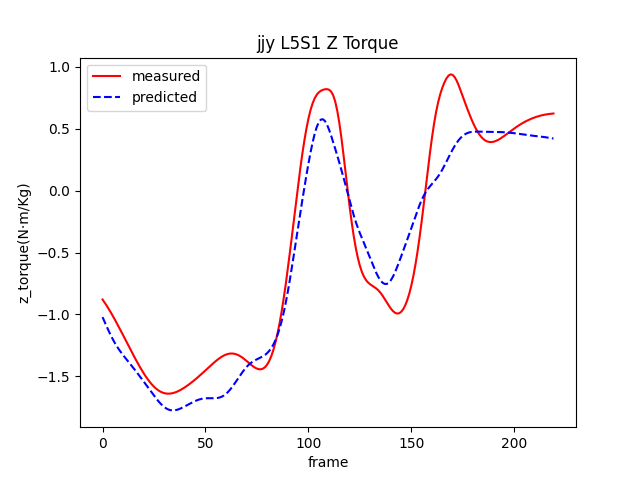 jjy L5S1 Z Torque
measured
predicted
1.0
0.5
0.0
−0.5
−1.0
−1.5
z_torque(N·m/Kg)
0 50 100 150 200
frame